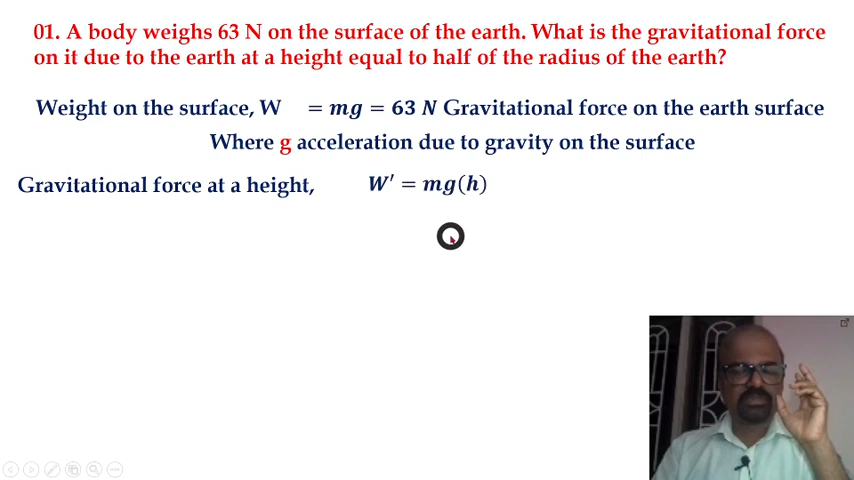 01. A body weighs 63 N on the surface of the earth. What is the gravitational force
on it due to the earth at a height equal to half of the radius of the earth?
Weight on the surface, W = mg = 63 N Gravitational force on the earth surface
Where g acceleration due to gravity on the surface
Gravitational force at a height, W′ = mg(h)